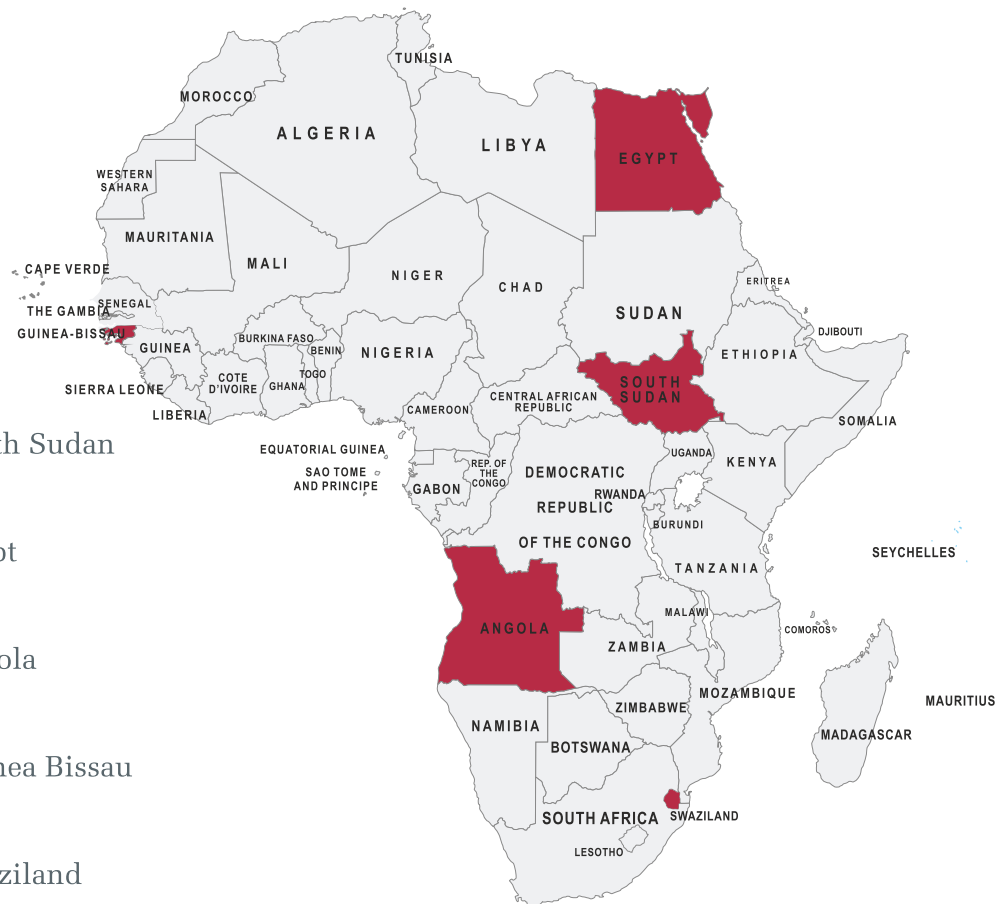 TUNISIA
MOROCCO
ALGERIA
LIBYA
EGYPT
WESTERN
SAHARA
MAURITANIA
MALI
NIGER
CHAD
SUDAN
ERITREA
CAPE VERDE
SENEGAL
THE GAMBIA
GUINEA-BISSAU
GUINEA
BURKINA FASO
BENIN
NIGERIA
DJIBOUTI
ETHIOPIA
TOGO
GHANA
COTE
D'IVOIRE
SIERRA LEONE
LIBERIA
CAMEROON
CENTRAL AFRICAN
REPUBLIC
SOUTH
SUDAN
SOMALIA
th Sudan
EQUATORIAL GUINEA
SAO TOME
AND PRINCIPE
GABON
REP. OF
THE
CONGO
DEMOCRATIC
REPUBLIC
OF THE CONGO
UGANDA
KENYA
RWANDA
BURUNDI
TANZANIA
SEYCHELLES
pt
ANGOLA
ZAMBIA
MALAWI
COMOROS
ola
MOZAMBIQUE
ZIMBABWE
NAMIBIA
BOTSWANA
MADAGASCAR
MAURITIUS
nea Bissau
SOUTH AFRICA
SWAZILAND
LESOTHO
ziland